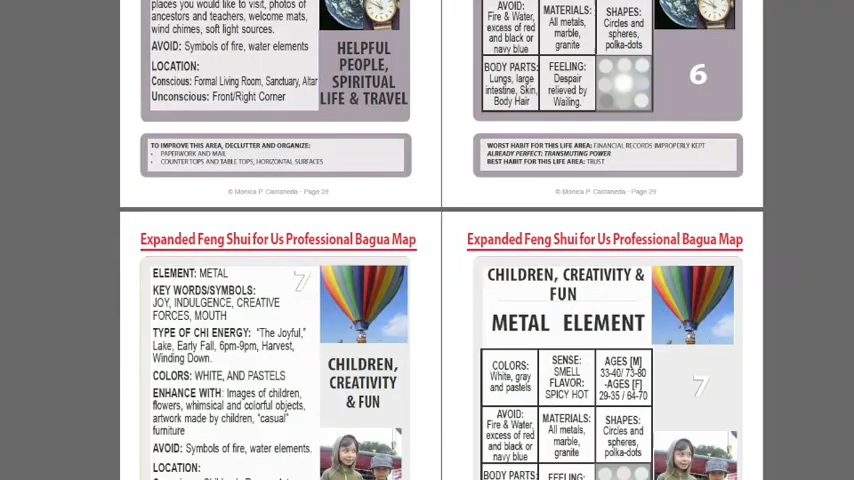 places you would like to visit, photos of
ancestors and teachers, welcome mats,
wind chimes, soft light sources.
AVOID: Symbols of fire, water elements
LOCATION:
Conscious: Formal Living Room, Sanctuary, Altar
Unconscious: Front/Right Corner
HELPFUL
PEOPLE,
SPIRITUAL
LIFE & TRAVEL
TO IMPROVE THIS AREA, DECLUTTER AND ORGANIZE:
• PAPERWORK AND MAIL
• COUNTER TOPS AND TABLE TOPS, HORIZONTAL SURFACES
© Monica P. Castaneda - Page 28
AVOID:
Fire & Water,
excess of red
and black or
navy blue
MATERIALS:
All metals,
marble,
granite
SHAPES:
Circles and
spheres,
polka-dots
BODY PARTS:
Lungs, large
intestine, Skin,
Body Hair
FEELING:
Despair
relieved by
Wailing.
6
WORST HABIT FOR THIS LIFE AREA: FINANCIAL RECORDS IMPROPERLY KEPT
ALREADY PERFECT: TRANSMUTING POWER
BEST HABIT FOR THIS LIFE AREA: TRUST
© Monica P. Castaneda - Page 29
Expanded Feng Shui for Us Professional Bagua Map
ELEMENT: METAL
7
KEY WORDS/SYMBOLS:
JOY, INDULGENCE, CREATIVE
FORCES, MOUTH
TYPE OF CHI ENERGY: “The Joyful,”
Lake, Early Fall, 6pm-9pm, Harvest,
Winding Down.
COLORS: WHITE, AND PASTELS
ENHANCE WITH: Images of children,
flowers, whimsical and colorful objects,
artwork made by children, “casual”
furniture
AVOID: Symbols of fire, water elements.
LOCATION:
CHILDREN,
CREATIVITY
& FUN
Expanded Feng Shui for Us Professional Bagua Map
CHILDREN, CREATIVITY &
FUN
METAL ELEMENT
COLORS:
White, gray
and pastels
SENSE:
SMELL
FLAVOR:
SPICY HOT
AGES [M]
33-40/ 73-80
-AGES [F]
29-35 / 64-70
7
AVOID:
Fire & Water,
excess of red
and black or
navy blue
MATERIALS:
All metals,
marble,
granite
SHAPES:
Circles and
spheres,
polka-dots
BODY PARTS:
FEELING: